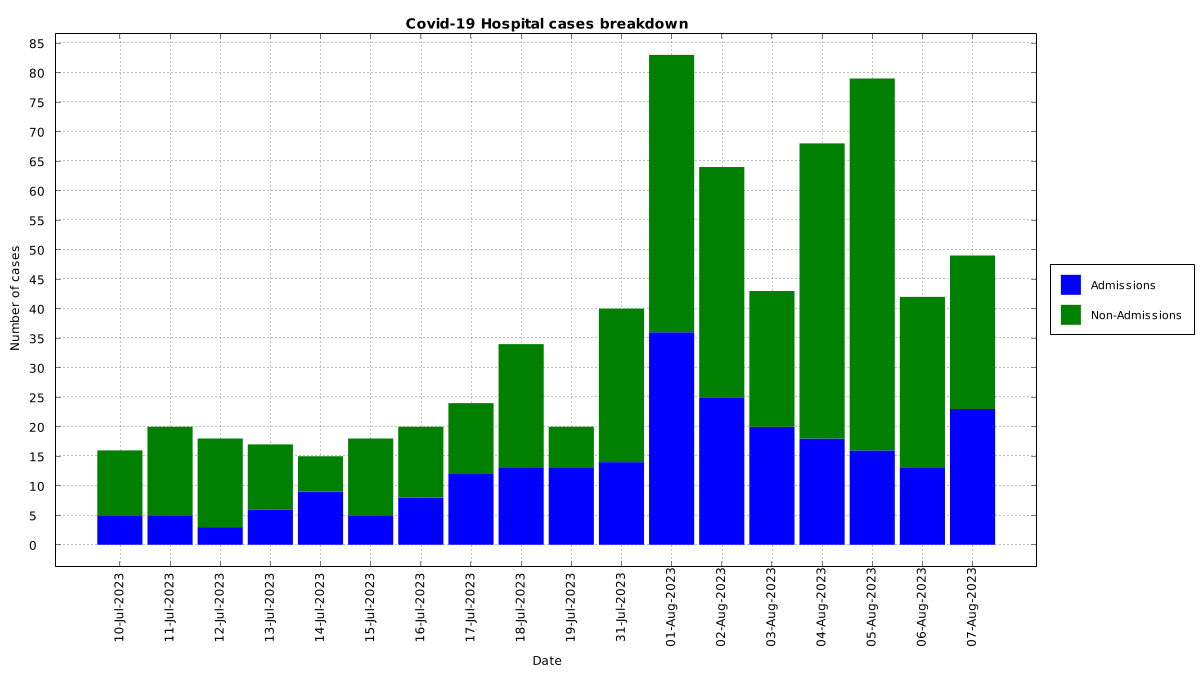 Covid-19 Hospital cases breakdown
85
80
75
70
65
60
55
50
45
40
35
30
25
20
15
10
5
0
Number of cases
Admissions
Non-Admissions
10-Jul-2023
11-Jul-2023
12-Jul-2023
13-Jul-2023
14-Jul-2023
15-Jul-2023
16-Jul-2023
17-Jul-2023
18-Jul-2023
19-Jul-2023
31-Jul-2023
01-Aug-2023
02-Aug-2023
03-Aug-2023
04-Aug-2023
05-Aug-2023
06-Aug-2023
07-Aug-2023
Date